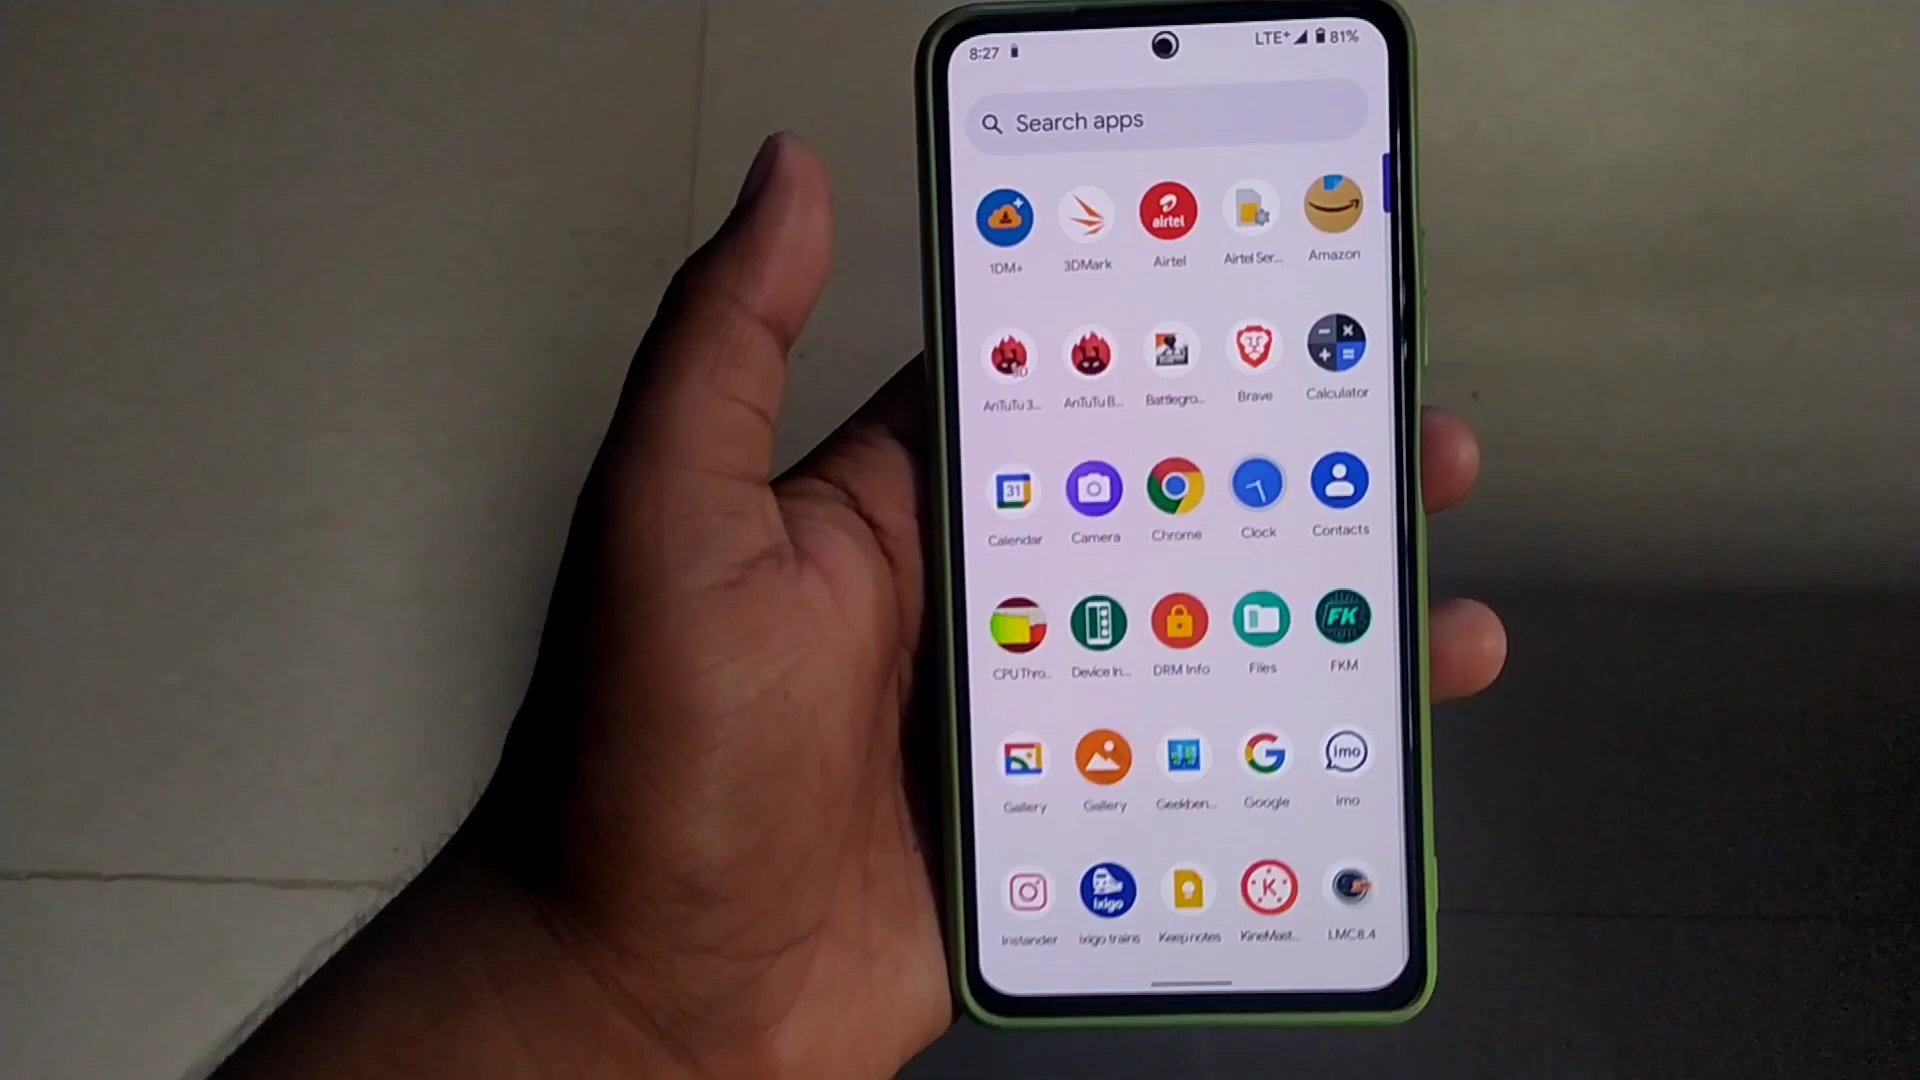 8:27 LTE+ 81%
Search apps
airtel
1DM+ 3DMark Airtel Airtel Ser... Amazon
3D
AnTuTu 3... AnTuTu B... Battlegro... Brave Calculator
31
Calendar Camera Chrome Clock Contacts
FK
CPU Thro... Device In... DRM Info Files FKM
G imo
Gallery Gallery Geekben... Google imo
ixigo K
Instander ixigo trains Keep notes KineMast... LMC8.4